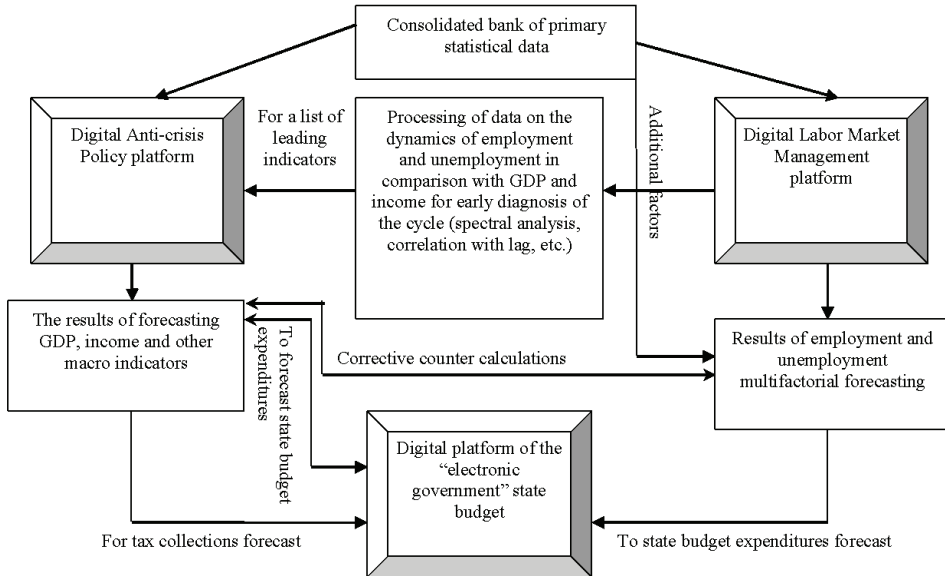 Consolidated bank of primary
statistical data
Digital Anti-crisis
Policy platform
For a list of
leading
indicators
Processing of data on the
dynamics of employment
and unemployment in
comparison with GDP and
income for early diagnosis of
the cycle (spectral analysis,
correlation with lag, etc.)
Additional factors
Digital Labor Market
Management
platform
The results of forecasting
GDP, income and other
macro indicators
To forecast state budget
expenditures
Corrective counter calculations
Results of employment and
unemployment
multifactorial forecasting
Digital platform of the
“electronic
government” state
budget
For tax collections forecast
To state budget expenditures forecast